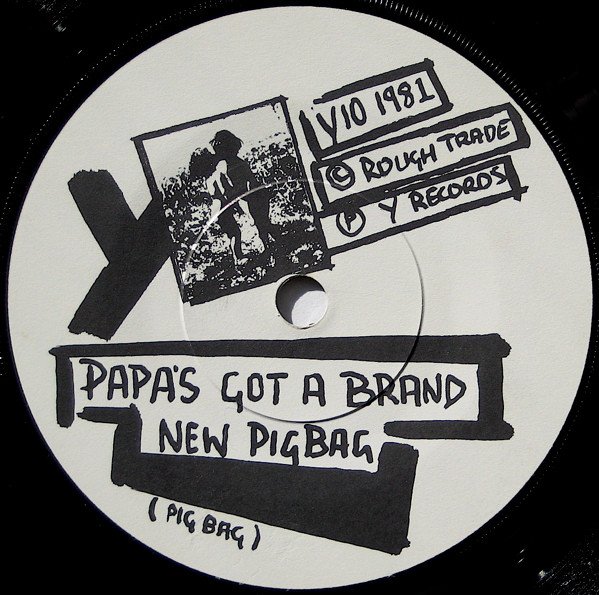 Y10 1981
© ROUGH TRADE
℗ Y RECORDS
Y
PAPA'S GOT A BRAND
NEW PIGBAG
( PIG BAG )